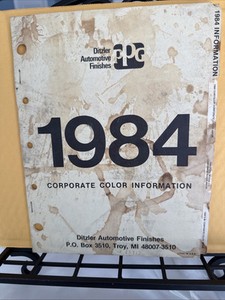 Ditzler
Automotive
Finishes
PPG
1984
CORPORATE COLOR INFORMATION
Ditzler Automotive Finishes
P.O. Box 3510, Troy, MI 48007-3510
1984 INFORMATION